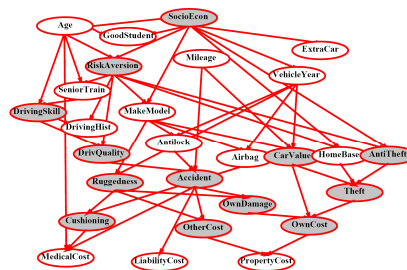 SocioEcon
Age
GoodStudent
ExtraCar
Mileage
RiskAversion
VehicleYear
SeniorTrain
DrivingSkill
MakeModel
DrivingHist
Antilock
DrivQuality
Airbag
CarValue
HomeBase
AntiTheft
Ruggedness
Accident
Theft
OwnDamage
Cushioning
OtherCost
OwnCost
MedicalCost
LiabilityCost
PropertyCost